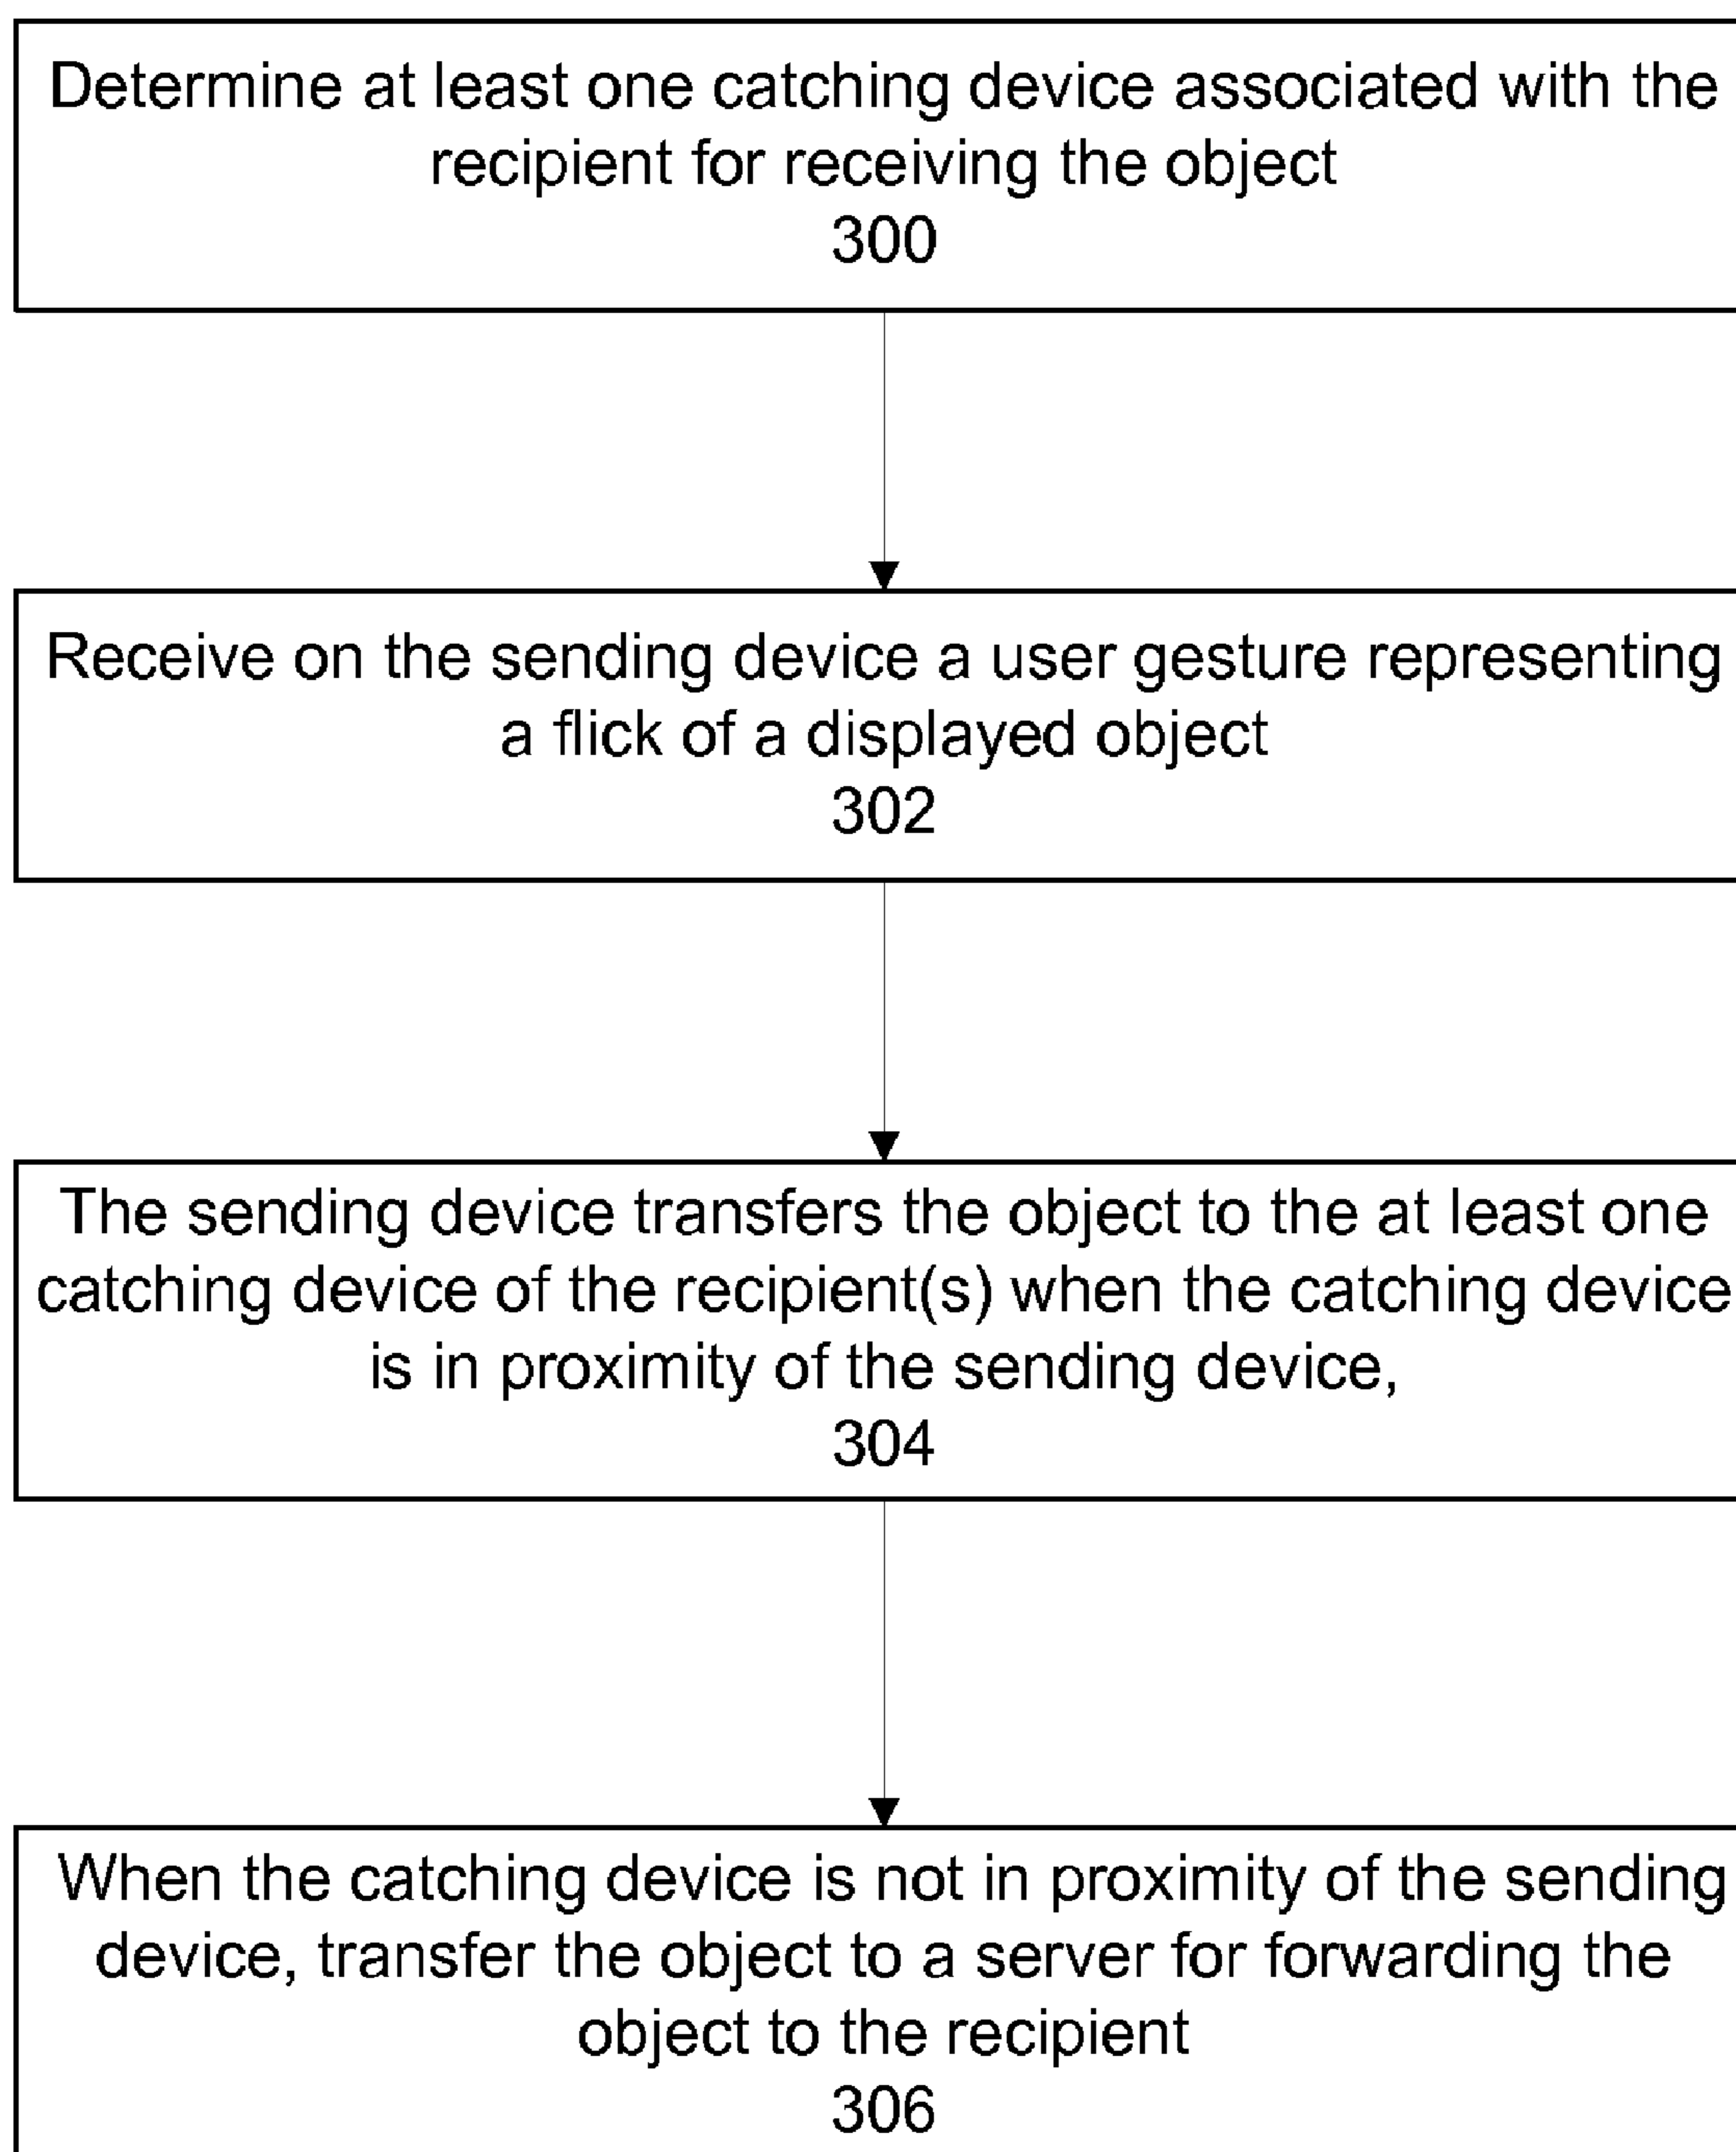 Determine at least one catching device associated with the
recipient for receiving the object
300
Receive on the sending device a user gesture representing
a flick of a displayed object
302
The sending device transfers the object to the at least one
catching device of the recipient(s) when the catching device
is in proximity of the sending device,
304
When the catching device is not in proximity of the sending
device, transfer the object to a server for forwarding the
object to the recipient
306